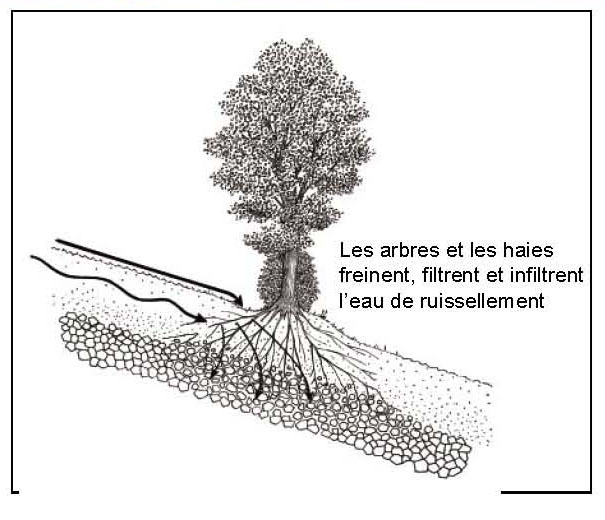 Les arbres et les haies
freinent, filtrent et infiltrent
l'eau de ruissellement